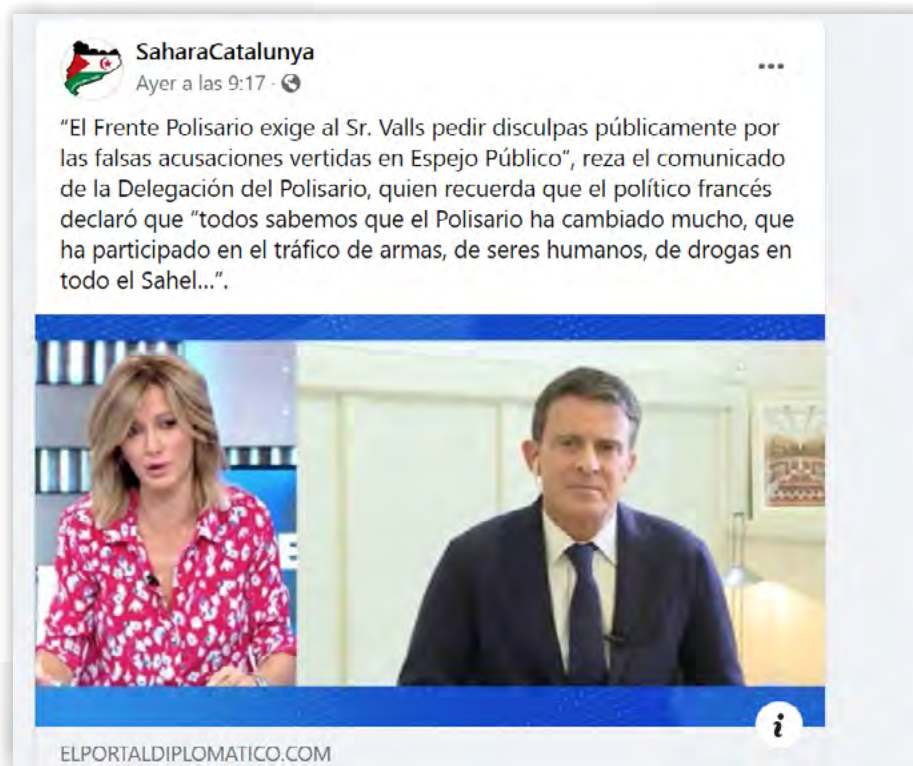 SaharaCatalunya
Ayer a las 9:17 ·
"El Frente Polisario exige al Sr. Valls pedir disculpas públicamente por
las falsas acusaciones vertidas en Espejo Público", reza el comunicado
de la Delegación del Polisario, quien recuerda que el político francés
declaró que "todos sabemos que el Polisario ha cambiado mucho, que
ha participado en el tráfico de armas, de seres humanos, de drogas en
todo el Sahel...".
i
ELPORTALDIPLOMATICO.COM